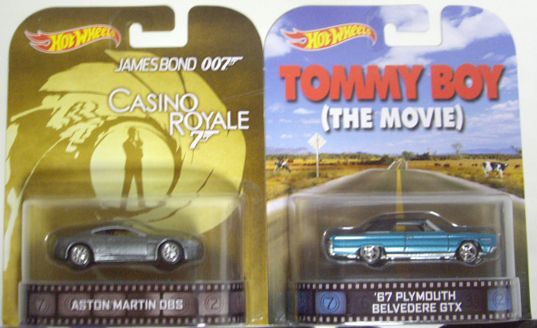 HOT WHEELS
JAMES BOND 007
CASINO
ROYALE
007
ASTON MARTIN DBS
HOT WHEELS
TOMMY BOY
(THE MOVIE)
'67 PLYMOUTH
BELVEDERE GTX